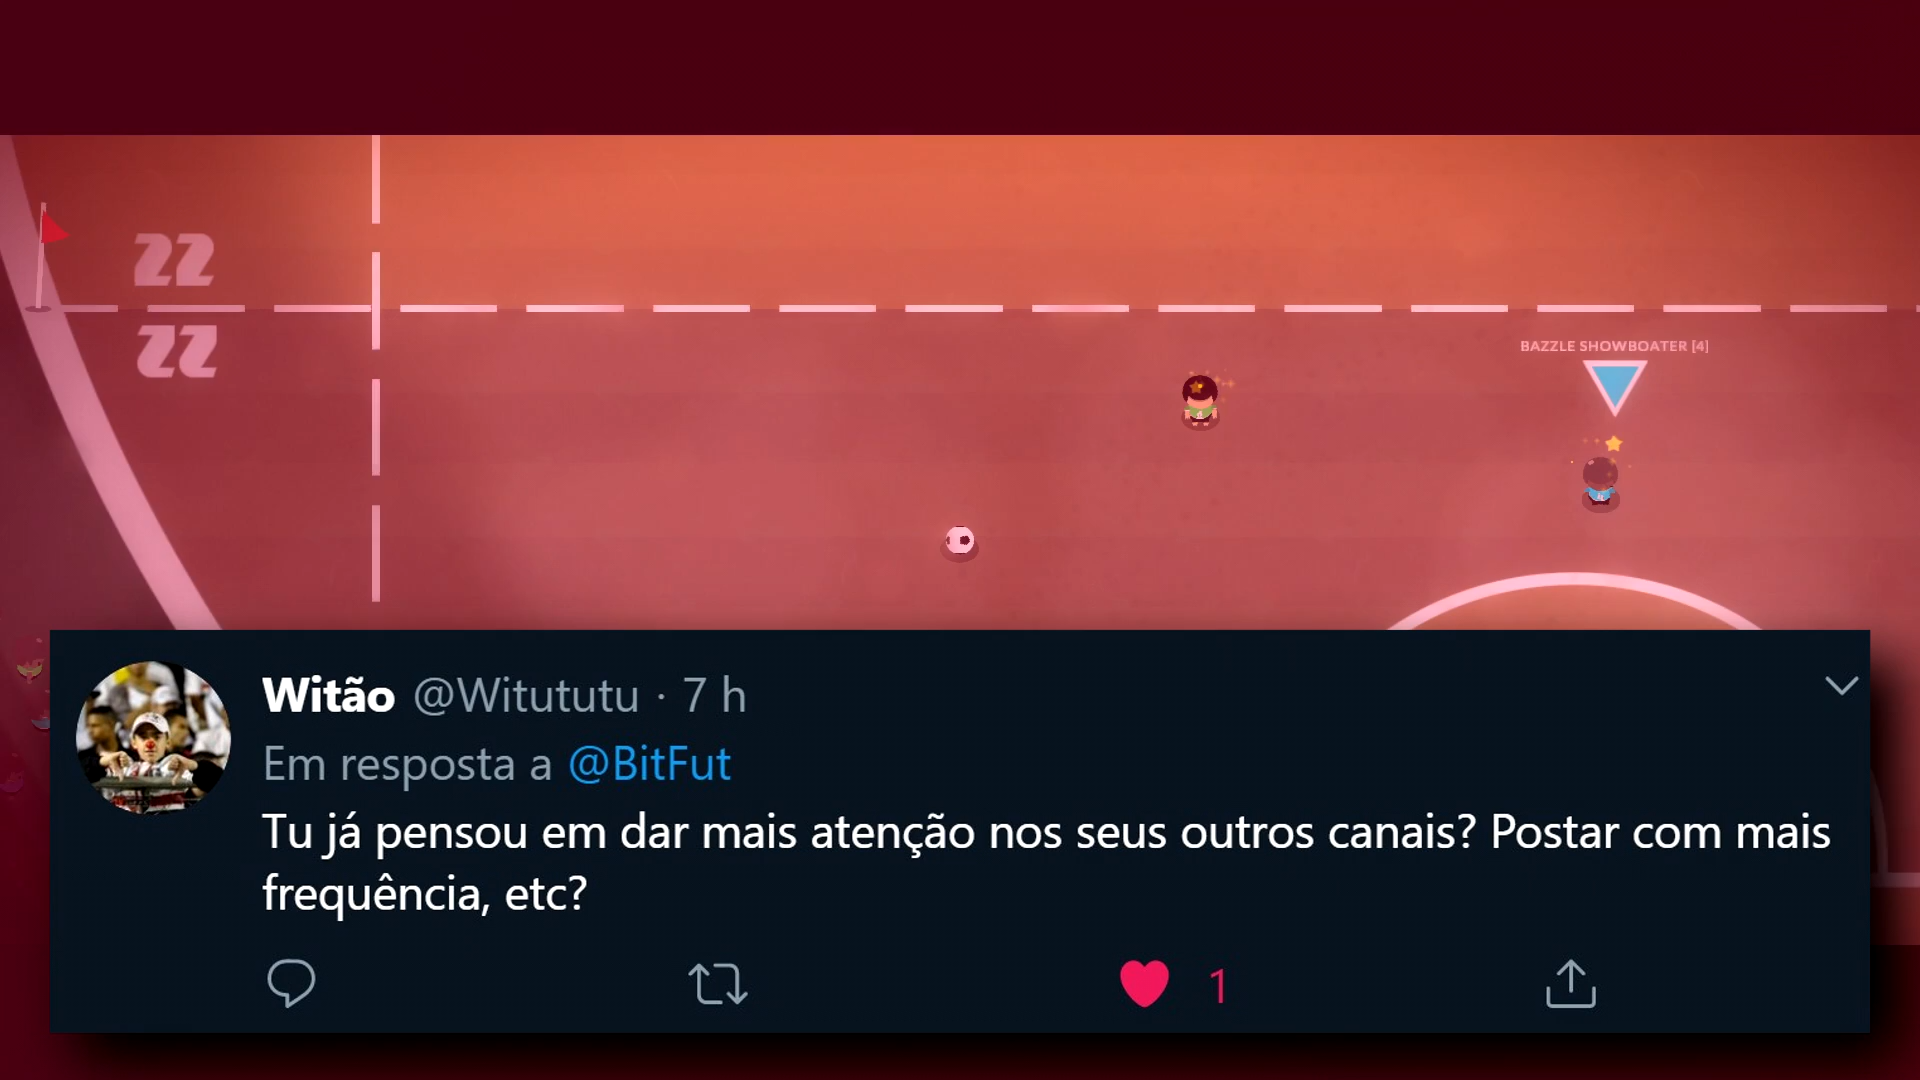 22
22
BAZZLE SHOWBOATER [4]
Witão @Witututu · 7 h
Em resposta a @BitFut
Tu já pensou em dar mais atenção nos seus outros canais? Postar com mais
frequência, etc?
1